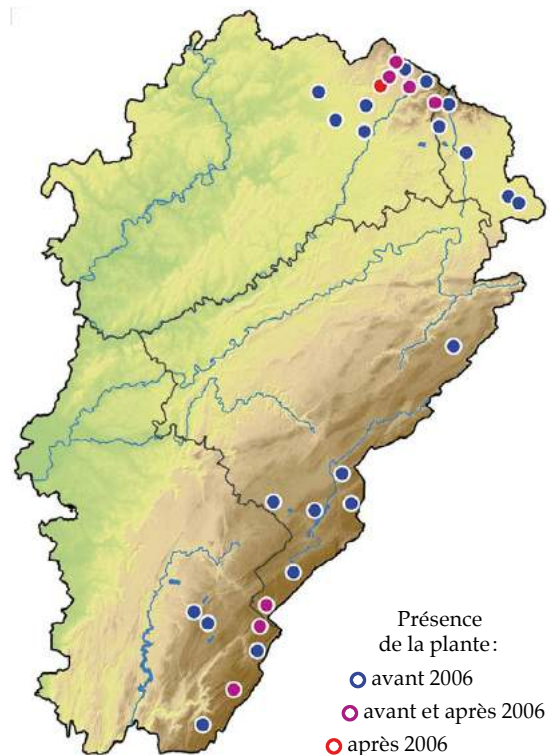 Présence
de la plante :
avant 2006
avant et après 2006
après 2006